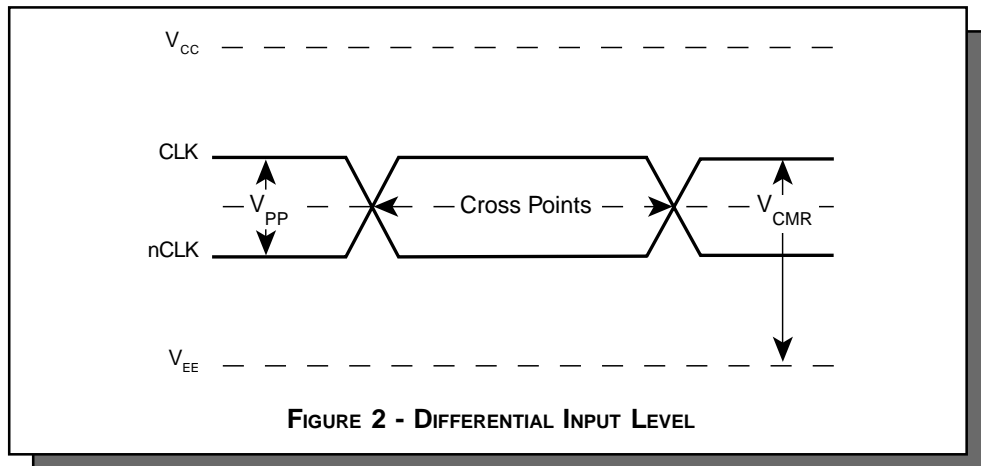 VCC
CLK
VPP
Cross Points
VCMR
nCLK
VEE
FIGURE 2 - DIFFERENTIAL INPUT LEVEL